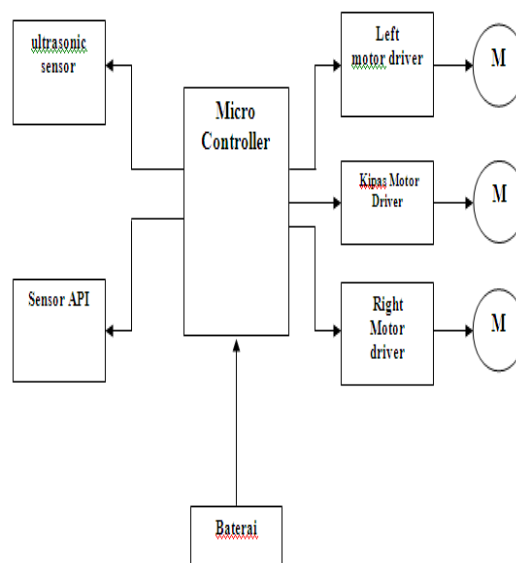 ultrasonic
sensor
Left
motor driver
M
Micro
Controller
Kipas Motor
Driver
M
Sensor API
Right
Motor
driver
M
Baterai